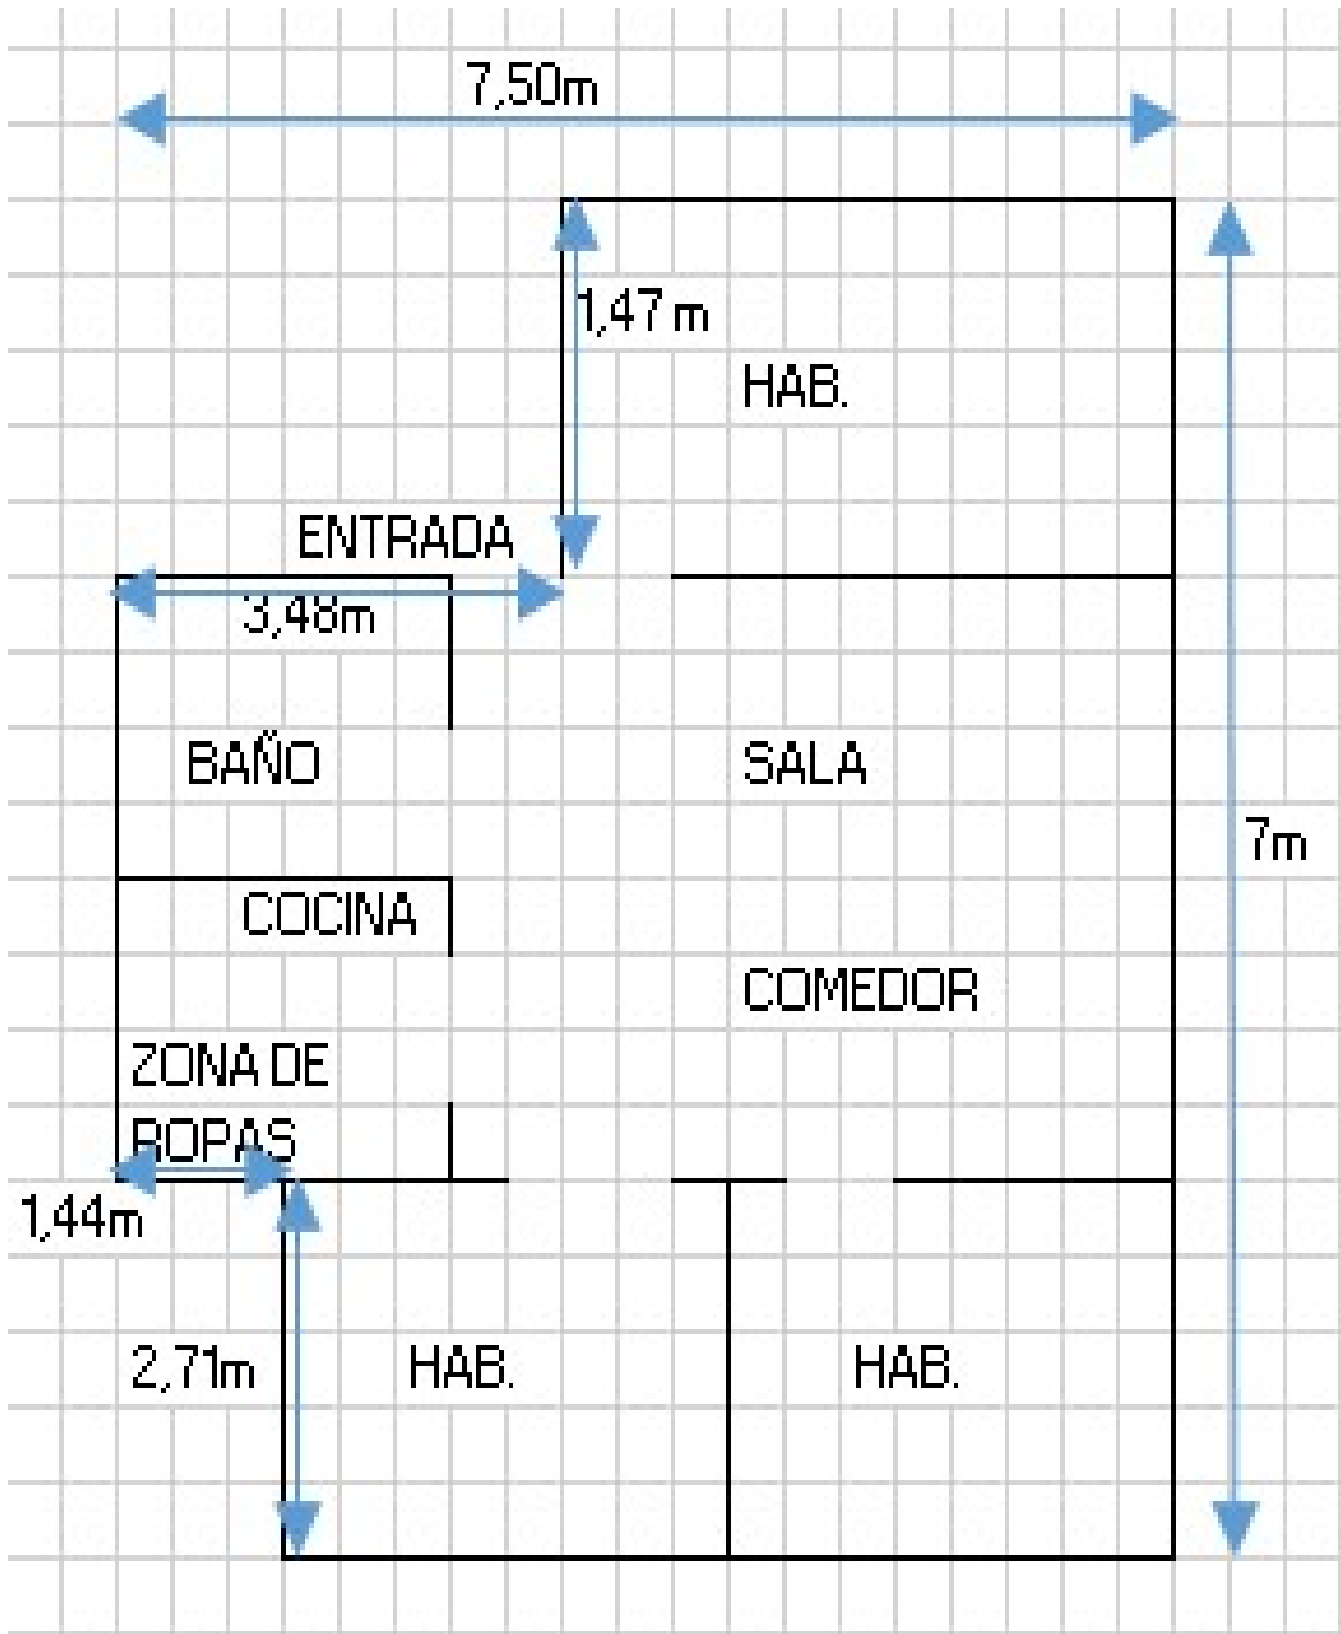 7,50m
1,47 m
HAB.
ENTRADA
3,48m
BAÑO
SALA
7m
COCINA
COMEDOR
ZONA DE
ROPAS
1,44m
2,71m
HAB.
HAB.